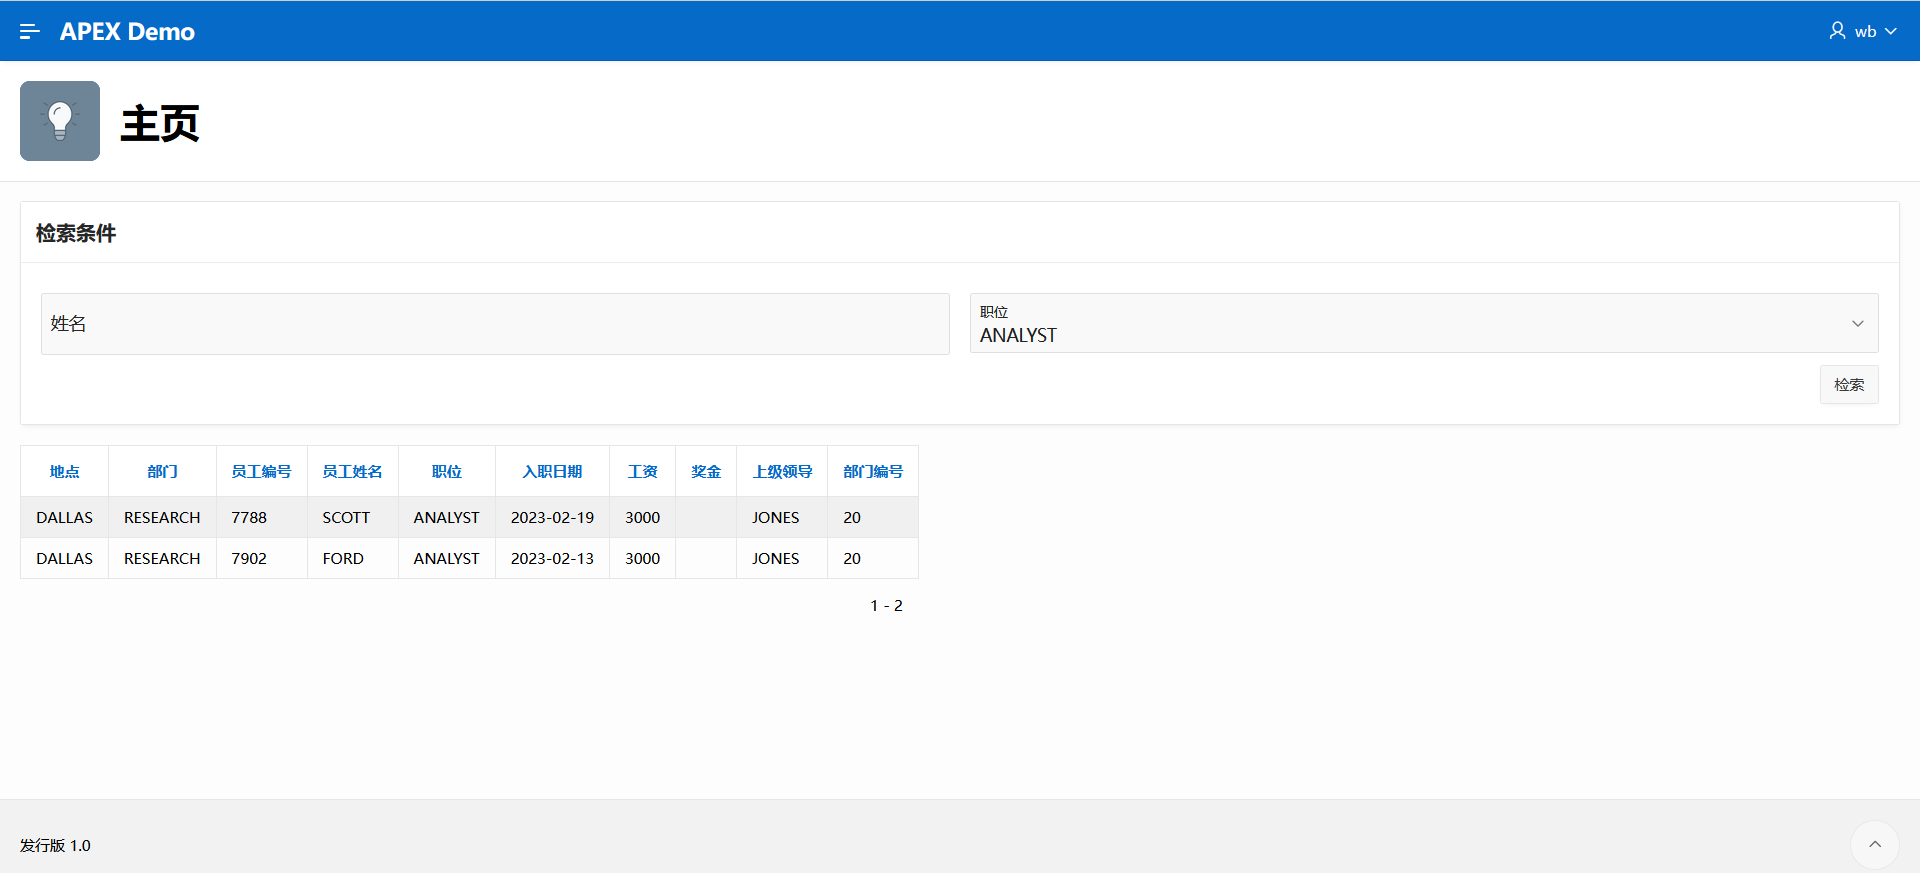 APEX Demo
wb
主页
检索条件
姓名
职位
ANALYST
检索
地点 部门 员工编号 员工姓名 职位 入职日期 工资 奖金 上级领导 部门编号
DALLAS RESEARCH 7788 SCOTT ANALYST 2023-02-19 3000 JONES 20
DALLAS RESEARCH 7902 FORD ANALYST 2023-02-13 3000 JONES 20
1 - 2
发行版 1.0